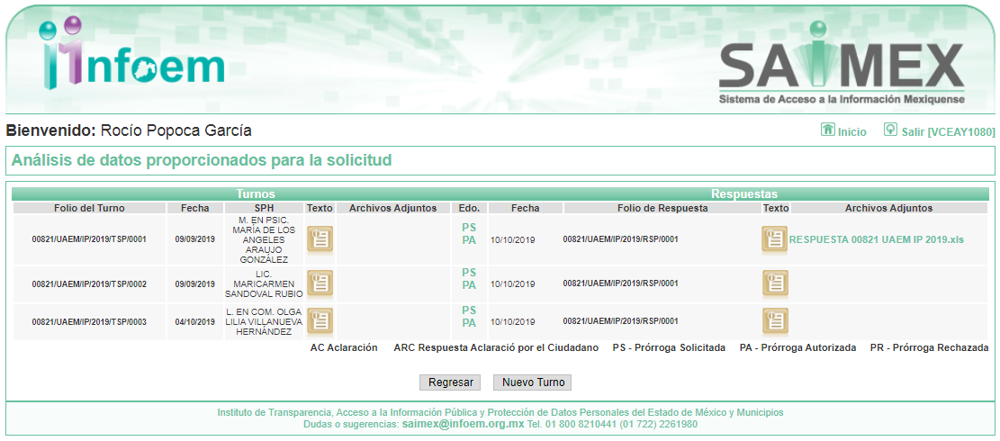 infoem
SAIMEX
Sistema de Acceso a la Información Mexiquense
Bienvenido: Rocío Popoca García
Inicio Salir [VCEAY1080]
Análisis de datos proporcionados para la solicitud
Turnos Respuestas
Folio del Turno Fecha SPH Texto Archivos Adjuntos Edo. Fecha Folio de Respuesta Texto Archivos Adjuntos
M. EN PSIC.
MARÍA DE LOS
ANGELES
ARAUJO
GONZÁLEZ
00821/UAEM/IP/2019/TSP/0001 09/09/2019 PS
PA 10/10/2019 00821/UAEM/IP/2019/RSP/0001 RESPUESTA 00821 UAEM IP 2019.xls
LIC.
MARICARMEN
SANDOVAL RUBIO
00821/UAEM/IP/2019/TSP/0002 09/09/2019 PS
PA 10/10/2019 00821/UAEM/IP/2019/RSP/0001
L. EN COM. OLGA
LILIA VILLANUEVA
HERNÁNDEZ
00821/UAEM/IP/2019/TSP/0003 04/10/2019 PS
PA 10/10/2019 00821/UAEM/IP/2019/RSP/0001
AC Aclaración ARC Respuesta Aclaració por el Ciudadano PS - Prórroga Solicitada PA - Prórroga Autorizada PR - Prórroga Rechazada
Regresar Nuevo Turno
Instituto de Transparencia, Acceso a la Información Pública y Protección de Datos Personales del Estado de México y Municipios
Dudas o sugerencias: saimex@infoem.org.mx Tel. 01 800 8210441 (01 722) 2261980